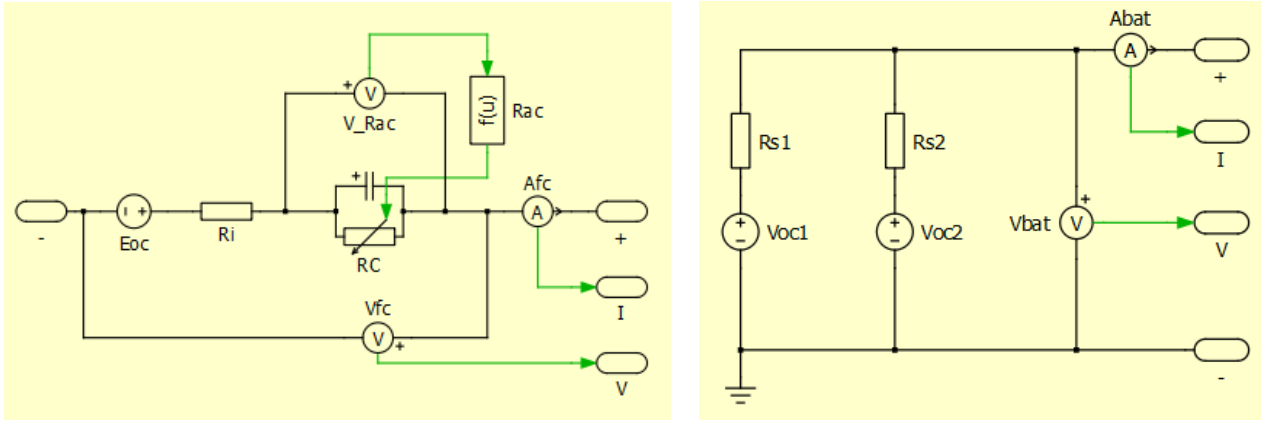 V
V_Rac
f(u)
Rac
Afc
A
-
Eoc
Ri
RC
+
I
Vfc
V
V
Abat
A
+
Rs1
Rs2
I
Voc1
Voc2
Vbat
V
V
-